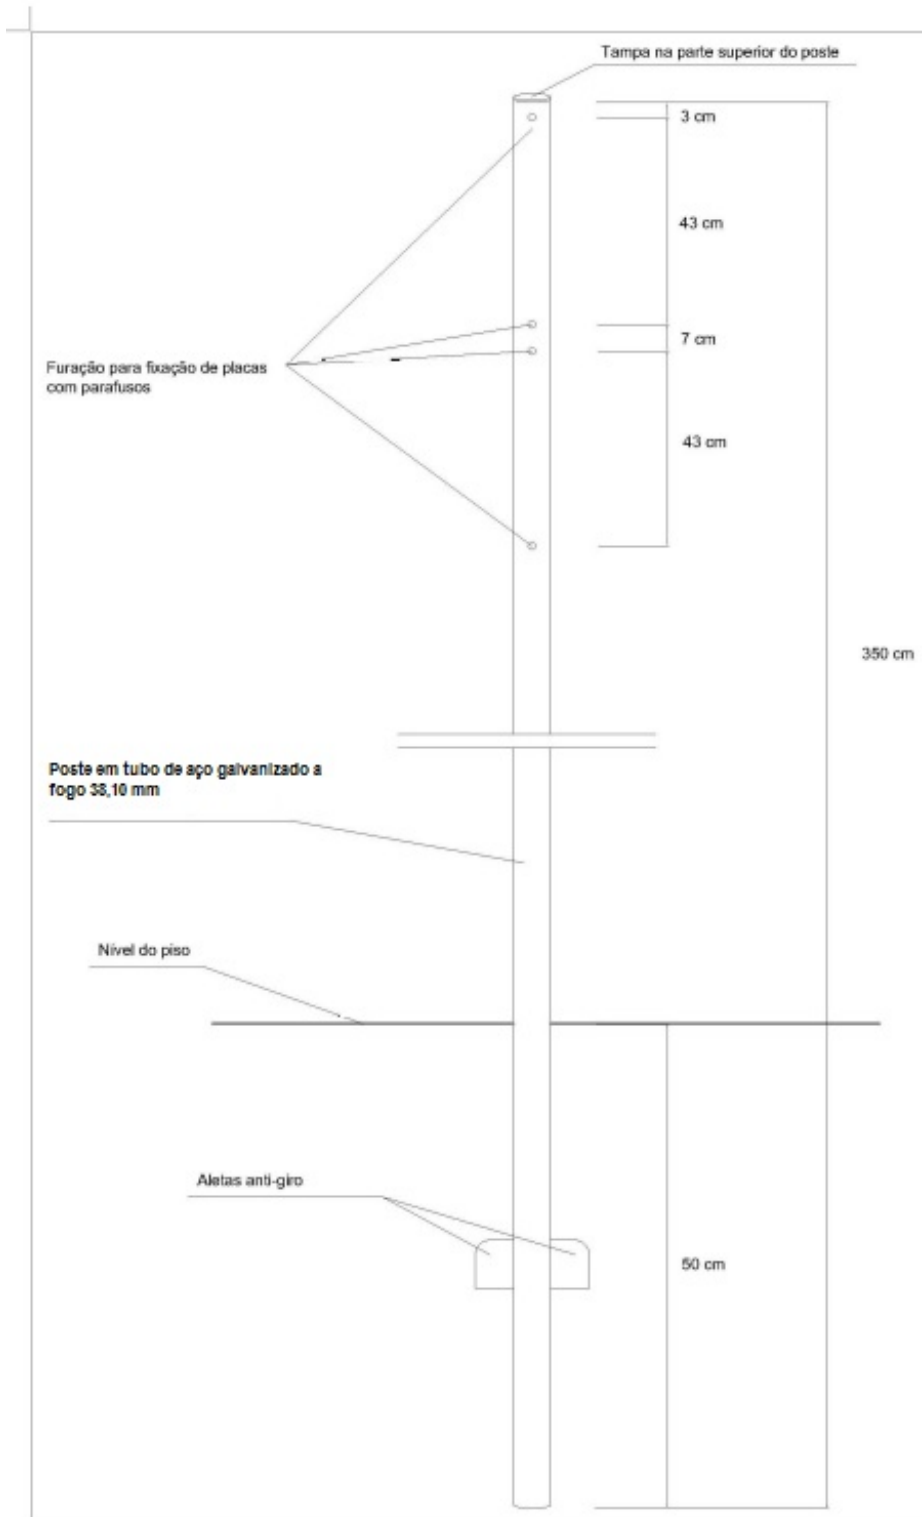 Tampa na parte superior do poste
3 cm
43 cm
Furação para fixação de placas
com parafusos
7 cm
43 cm
350 cm
Poste em tubo de aço galvanizado a
fogo 38,10 mm
Nível do piso
Aletas anti-giro
50 cm